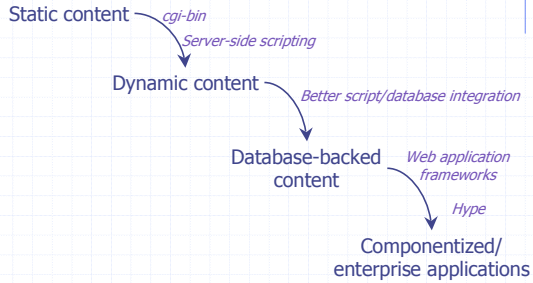 Static content
cgi-bin
Server-side scripting
Dynamic content
Better script/database integration
Database-backed
content
Web application
frameworks
Hype
Componentized/
enterprise applications